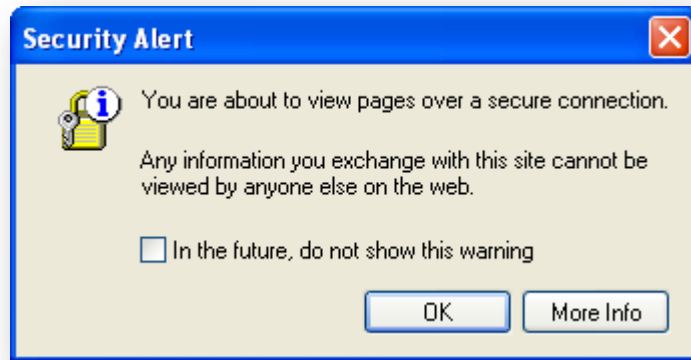 Security Alert
You are about to view pages over a secure connection.
Any information you exchange with this site cannot be
viewed by anyone else on the web.
In the future, do not show this warning
OK
More Info